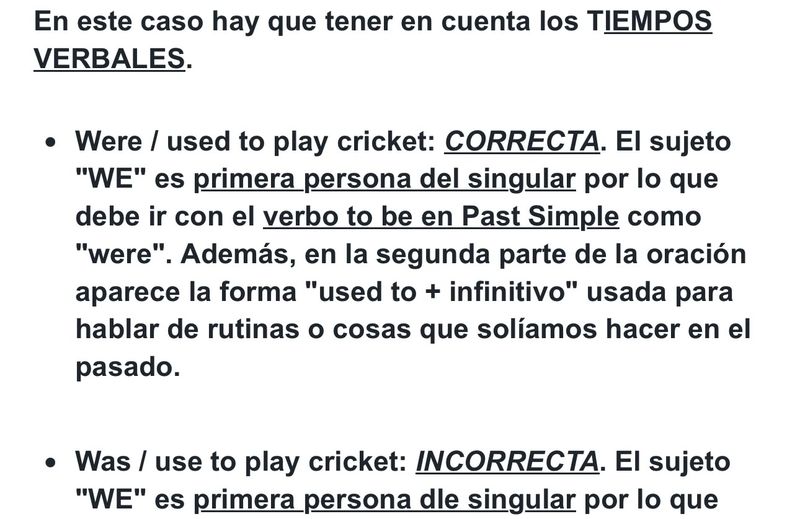 En este caso hay que tener en cuenta los TIEMPOS
VERBALES.
• Were / used to play cricket: CORRECTA. El sujeto
"WE" es primera persona del singular por lo que
debe ir con el verbo to be en Past Simple como
"were". Además, en la segunda parte de la oración
aparece la forma "used to + infinitivo" usada para
hablar de rutinas o cosas que solíamos hacer en el
pasado.
• Was / use to play cricket: INCORRECTA. El sujeto
"WE" es primera persona dle singular por lo que